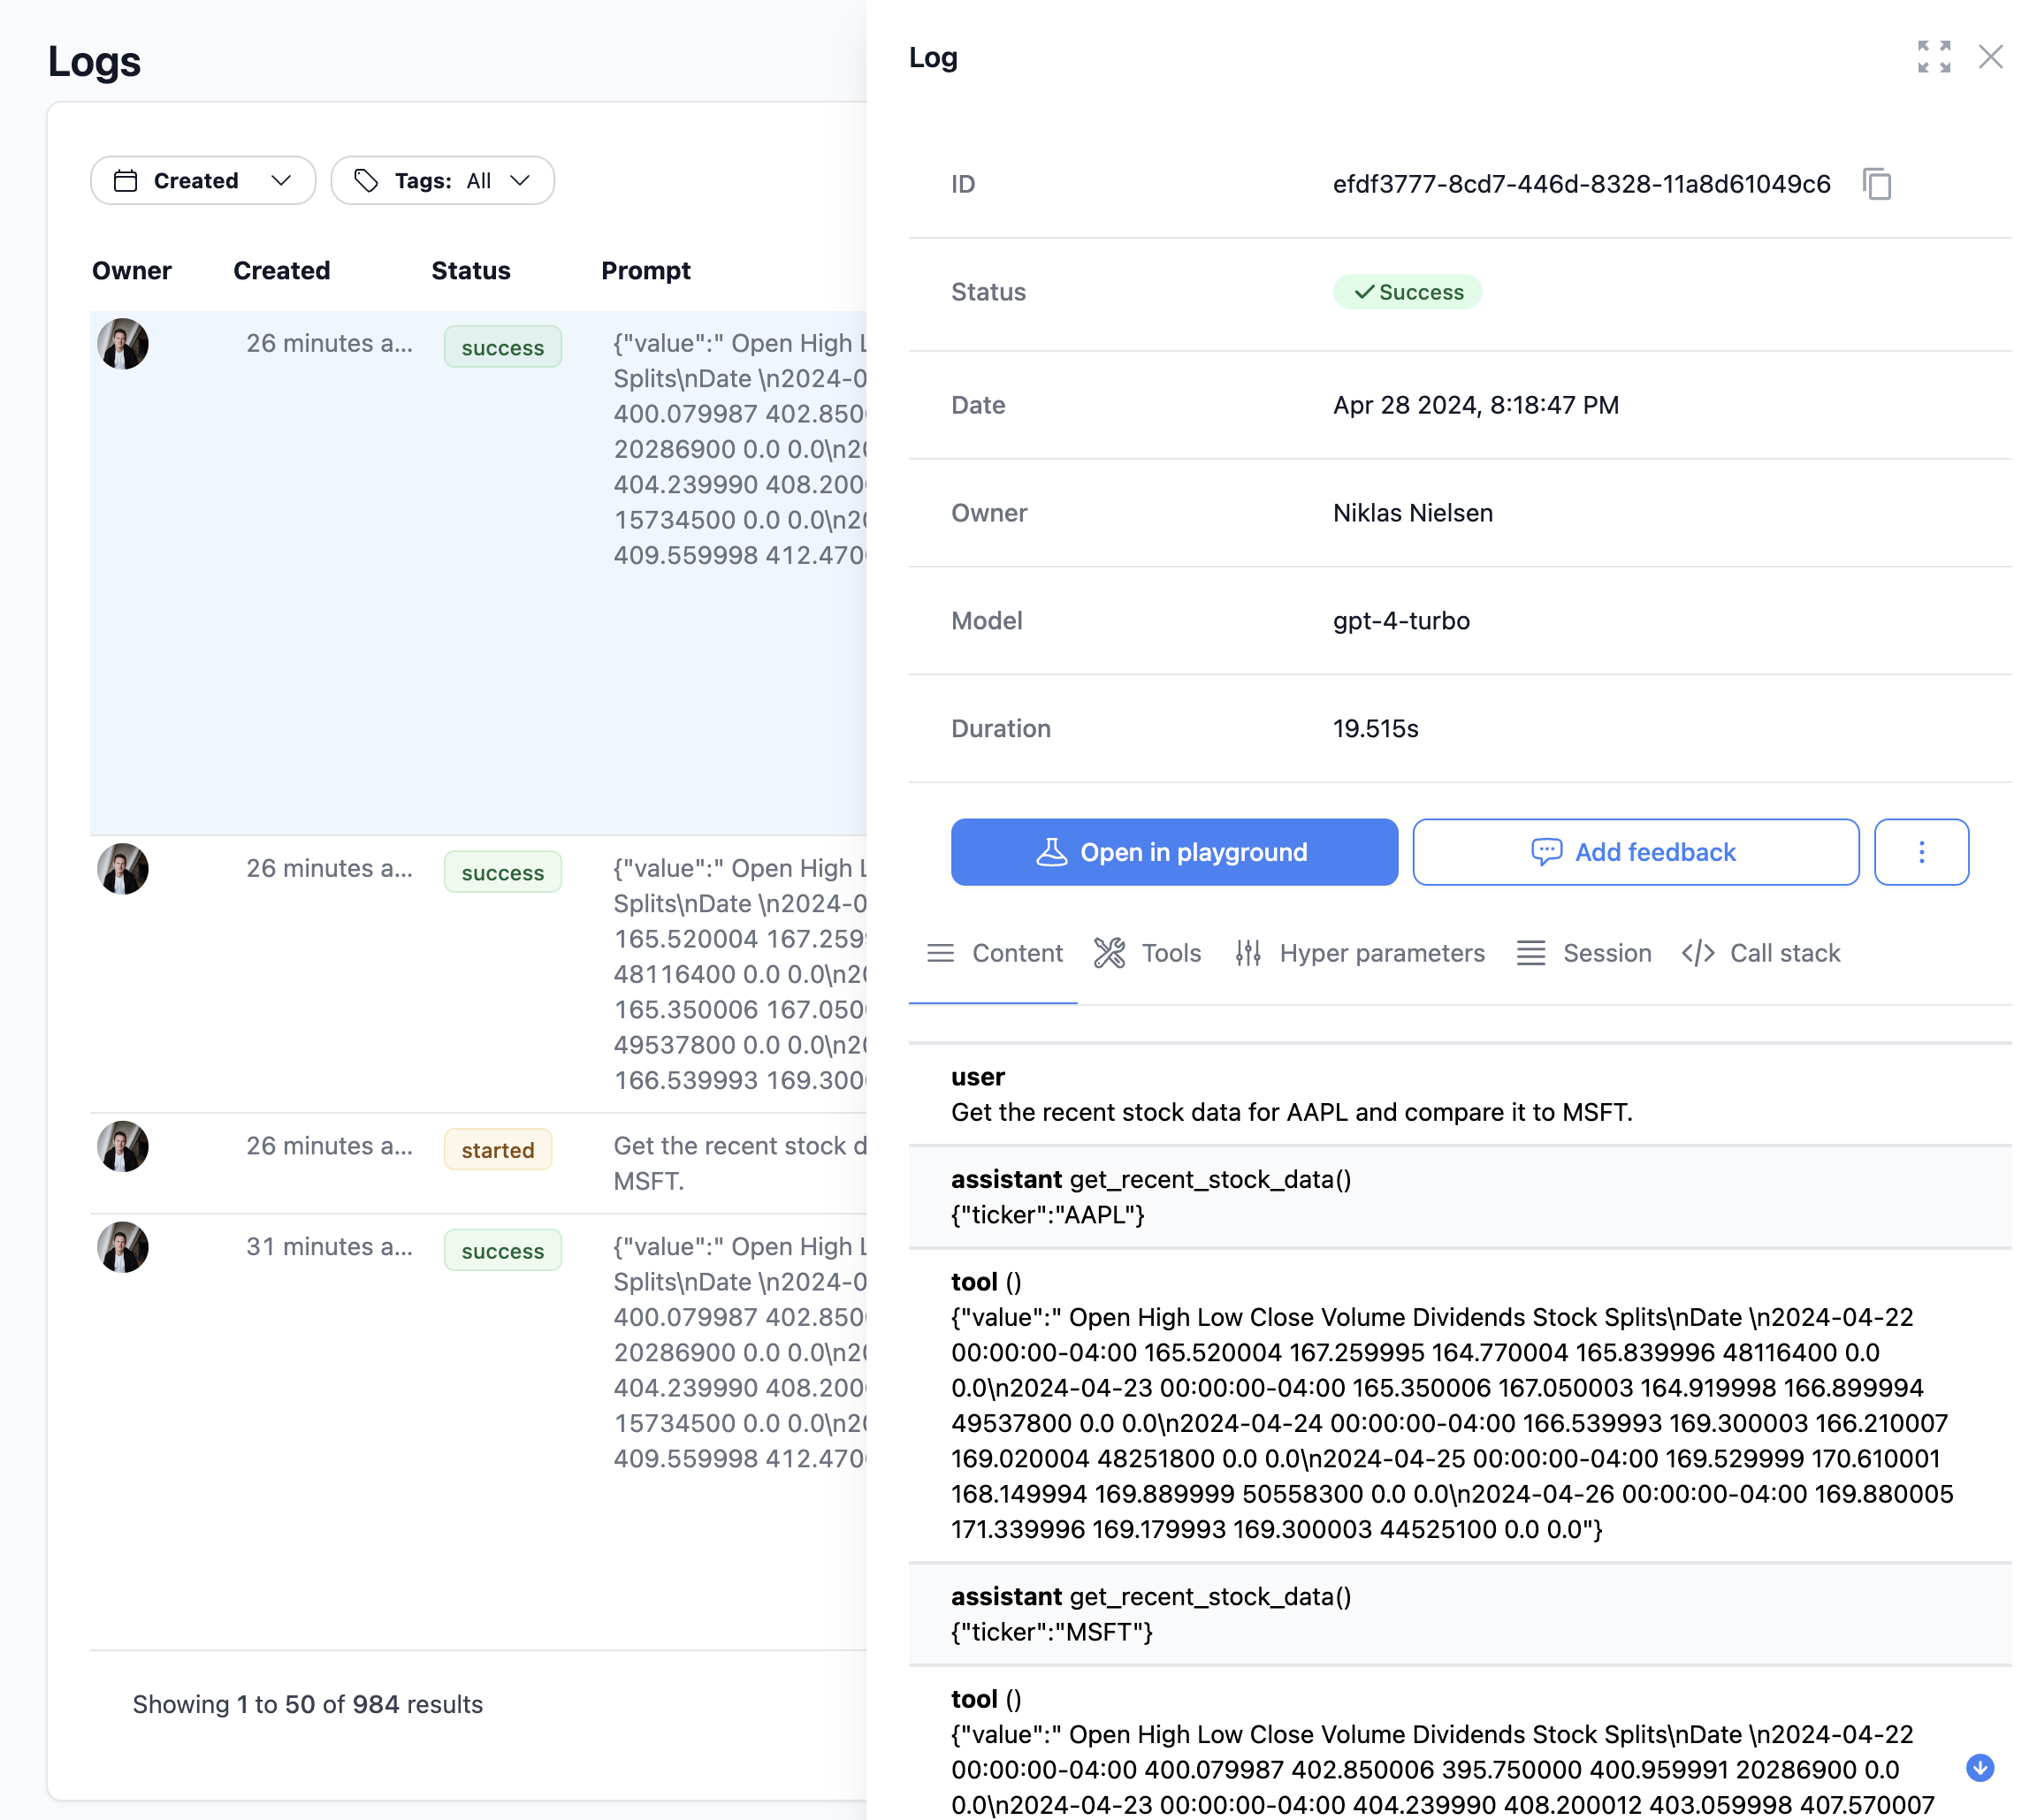 Logs
Created
Tags: All
Owner Created Status Prompt
26 minutes a... success {"value":" Open High
Splits\nDate \n2024-0
400.079987 402.850
20286900 0.0 0.0\n2
404.239990 408.200
15734500 0.0 0.0\n2
409.559998 412.470
26 minutes a... success {"value":" Open High
Splits\nDate \n2024-0
165.520004 167.259
48116400 0.0 0.0\n2
165.350006 167.050
49537800 0.0 0.0\n2
166.539993 169.300
26 minutes a... started Get the recent stock d
MSFT.
31 minutes a... success {"value":" Open High
Splits\nDate \n2024-0
400.079987 402.850
20286900 0.0 0.0\n2
404.239990 408.200
15734500 0.0 0.0\n2
409.559998 412.470
Showing 1 to 50 of 984 results
Log
ID efdf3777-8cd7-446d-8328-11a8d61049c6
Status Success
Date Apr 28 2024, 8:18:47 PM
Owner Niklas Nielsen
Model gpt-4-turbo
Duration 19.515s
Open in playground
Add feedback
Content Tools Hyper parameters Session Call stack
user
Get the recent stock data for AAPL and compare it to MSFT.
assistant get_recent_stock_data()
{"ticker":"AAPL"}
tool ()
{"value":" Open High Low Close Volume Dividends Stock Splits\nDate \n2024-04-22
00:00:00-04:00 165.520004 167.259995 164.770004 165.839996 48116400 0.0
0.0\n2024-04-23 00:00:00-04:00 165.350006 167.050003 164.919998 166.899994
49537800 0.0 0.0\n2024-04-24 00:00:00-04:00 166.539993 169.300003 166.210007
169.020004 48251800 0.0 0.0\n2024-04-25 00:00:00-04:00 169.529999 170.610001
168.149994 169.889999 50558300 0.0 0.0\n2024-04-26 00:00:00-04:00 169.880005
171.339996 169.179993 169.300003 44525100 0.0 0.0"}
assistant get_recent_stock_data()
{"ticker":"MSFT"}
tool ()
{"value":" Open High Low Close Volume Dividends Stock Splits\nDate \n2024-04-22
00:00:00-04:00 400.079987 402.850006 395.750000 400.959991 20286900 0.0
0.0\n2024-04-23 00:00:00-04:00 404.239990 408.200012 403.059998 407.570007